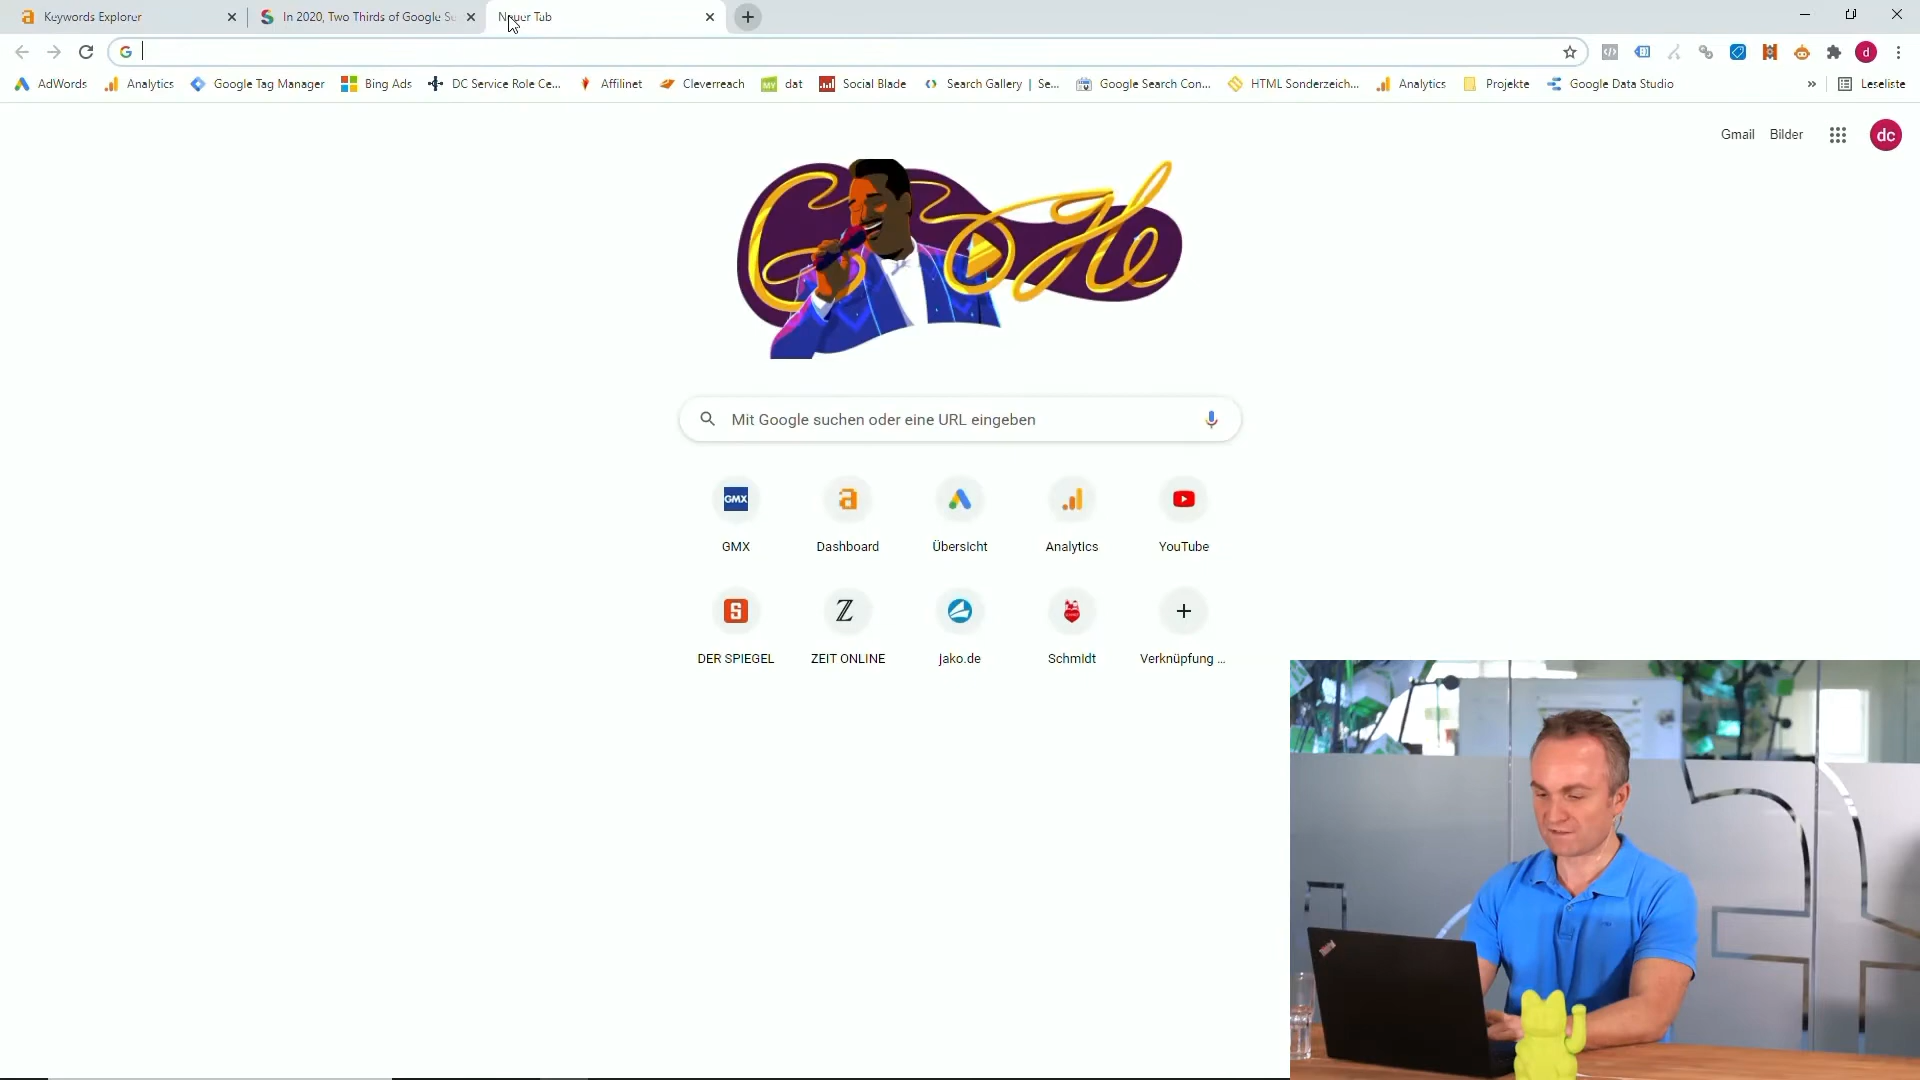 Keywords Explorer
In 2020, Two Thirds of Google Se
Neuer Tab
AdWords
Analytics
Google Tag Manager
Bing Ads
DC Service Role Ce...
Affilinet
Cleverreach
dat
Social Blade
Search Gallery | Se...
Google Search Con...
HTML Sonderzeich...
Analytics
Projekte
Google Data Studio
»
Leseliste
Gmail
Bilder
dc
Google
Mit Google suchen oder eine URL eingeben
GMX
GMX
Dashboard
Übersicht
Analytics
YouTube
DER SPIEGEL
ZEIT ONLINE
jako.de
Schmidt
Verknüpfung ...